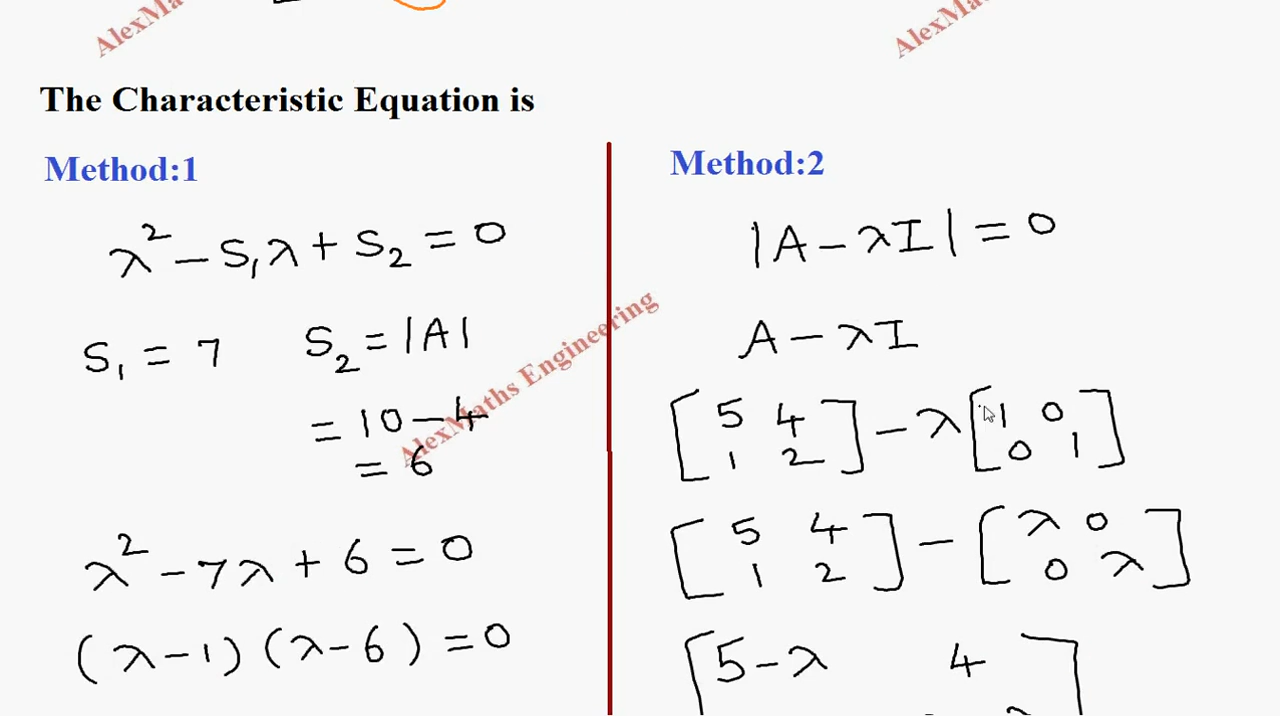 AlexMa
AlexMa
The Characteristic Equation is
Method:1
λ² - S₁λ + S₂ = 0
S₁ = 7 S₂ = |A|
= 10 - 4
= 6
λ² - 7λ + 6 = 0
(λ - 1) (λ - 6) = 0
AlexMaths Engineering
Method:2
|A - λI| = 0
A - λI
[5 4
1 2] - λ [1 0
0 1]
[5 4
1 2] - [λ 0
0 λ]
[5 - λ 4